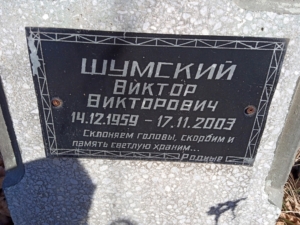 ШУМСКИЙ
ВИКТОР
ВИКТОРОВИЧ
14.12.1959 – 17.11.2003
Склоняем головы, скорбим и
память светлую храним...
Родные